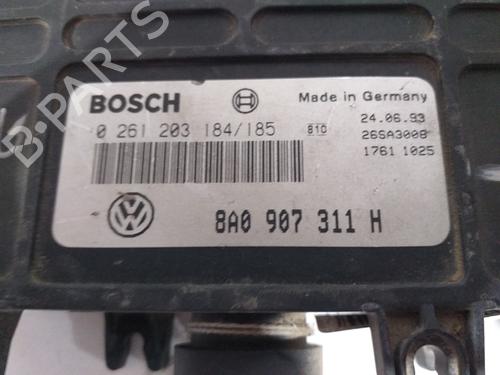 B-PARTS
BOSCH
Made in Germany
0 261 203 184/185
810
24.06.93
26SA3008
1761 1025
VW
8A0 907 311 H